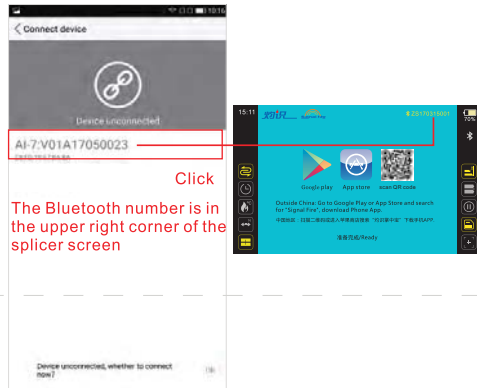 10:16
Connect device
Device unconnected
AI-7:V01A17050023
Click
The Bluetooth number is in
the upper right corner of the
splicer screen
Device unconnected, whether to connect
now?
15:11
Z3170315001
70%
Google play
App store
scan QR code
Outside China: Go to Google Play or App Store and search
for "Signal Fire", download Phone App.
准备完成/Ready